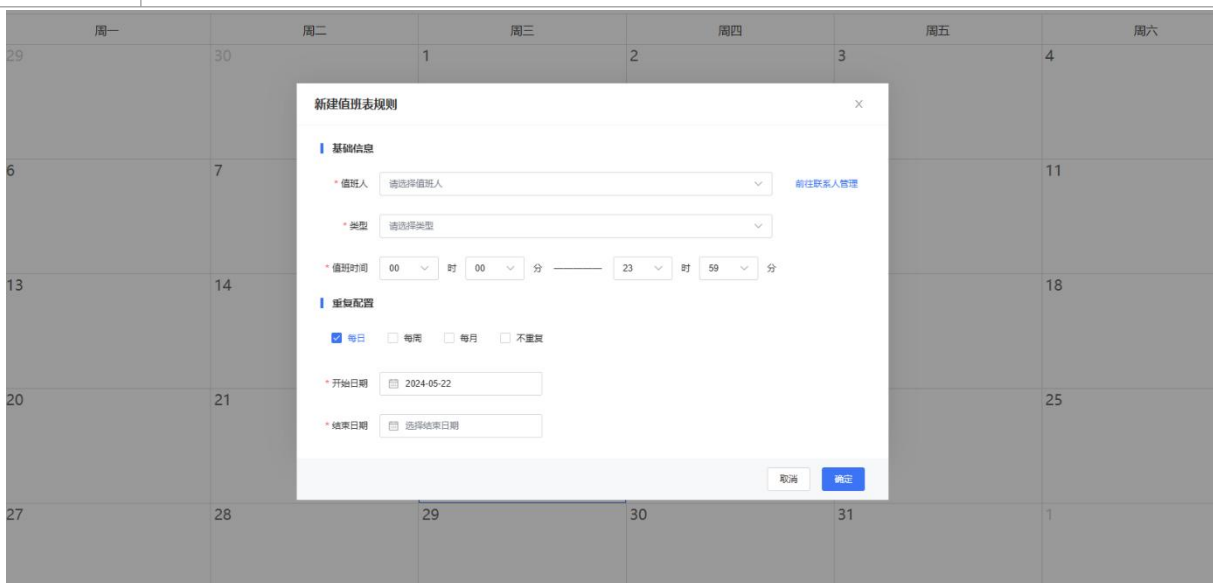 周一 周二 周三 周四 周五 周六
29 30 1 2 3 4
新建值班表规则
基础信息
6 7 11
* 值班人 请选择值班人 前往联系人管理
* 类型 请选择类型
* 值班时间 00 时 00 分 23 时 59 分
13 14 18
重复配置
每日 每周 每月 不重复
* 开始日期 2024-05-22
20 21 25
* 结束日期 选择结束日期
取消 确定
27 28 29 30 31 1